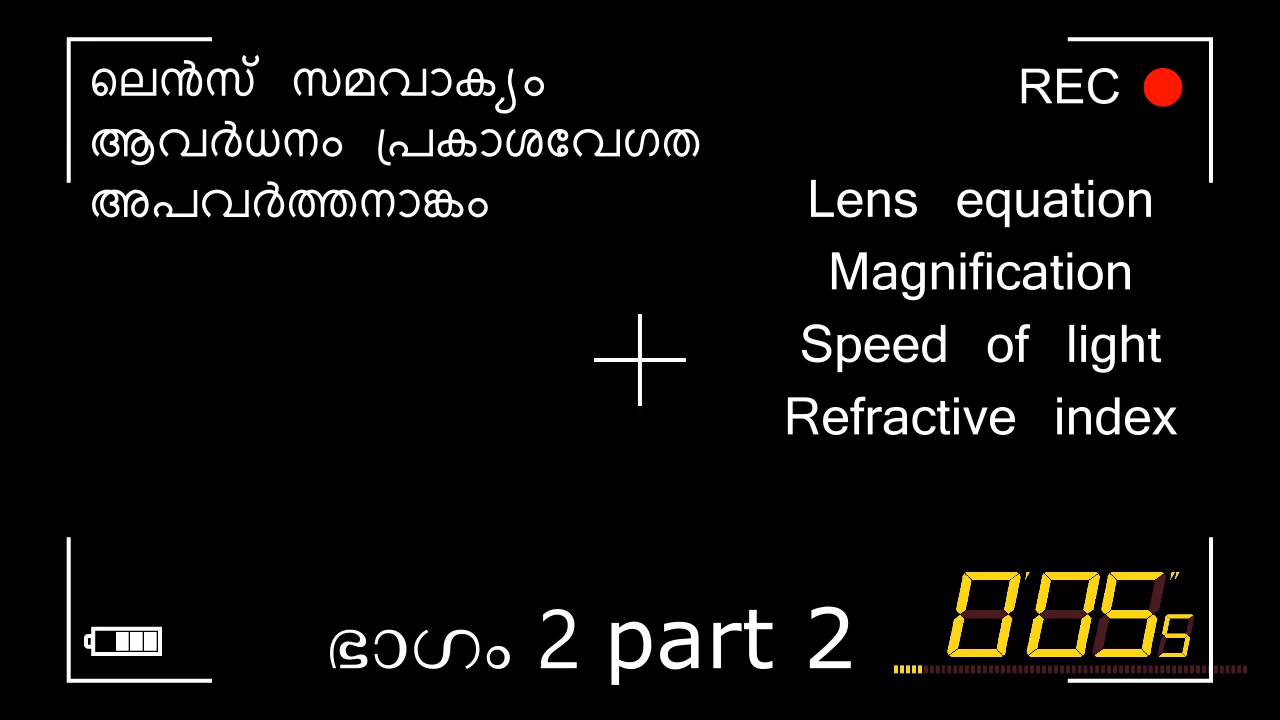 ലെൻസ് സമവാക്യം
ആവർധനം പ്രകാശവേഗത
അപവർത്തനാങ്കം
REC
Lens equation
Magnification
Speed of light
Refractive index
ഭാഗം 2 part 2
0'05"5